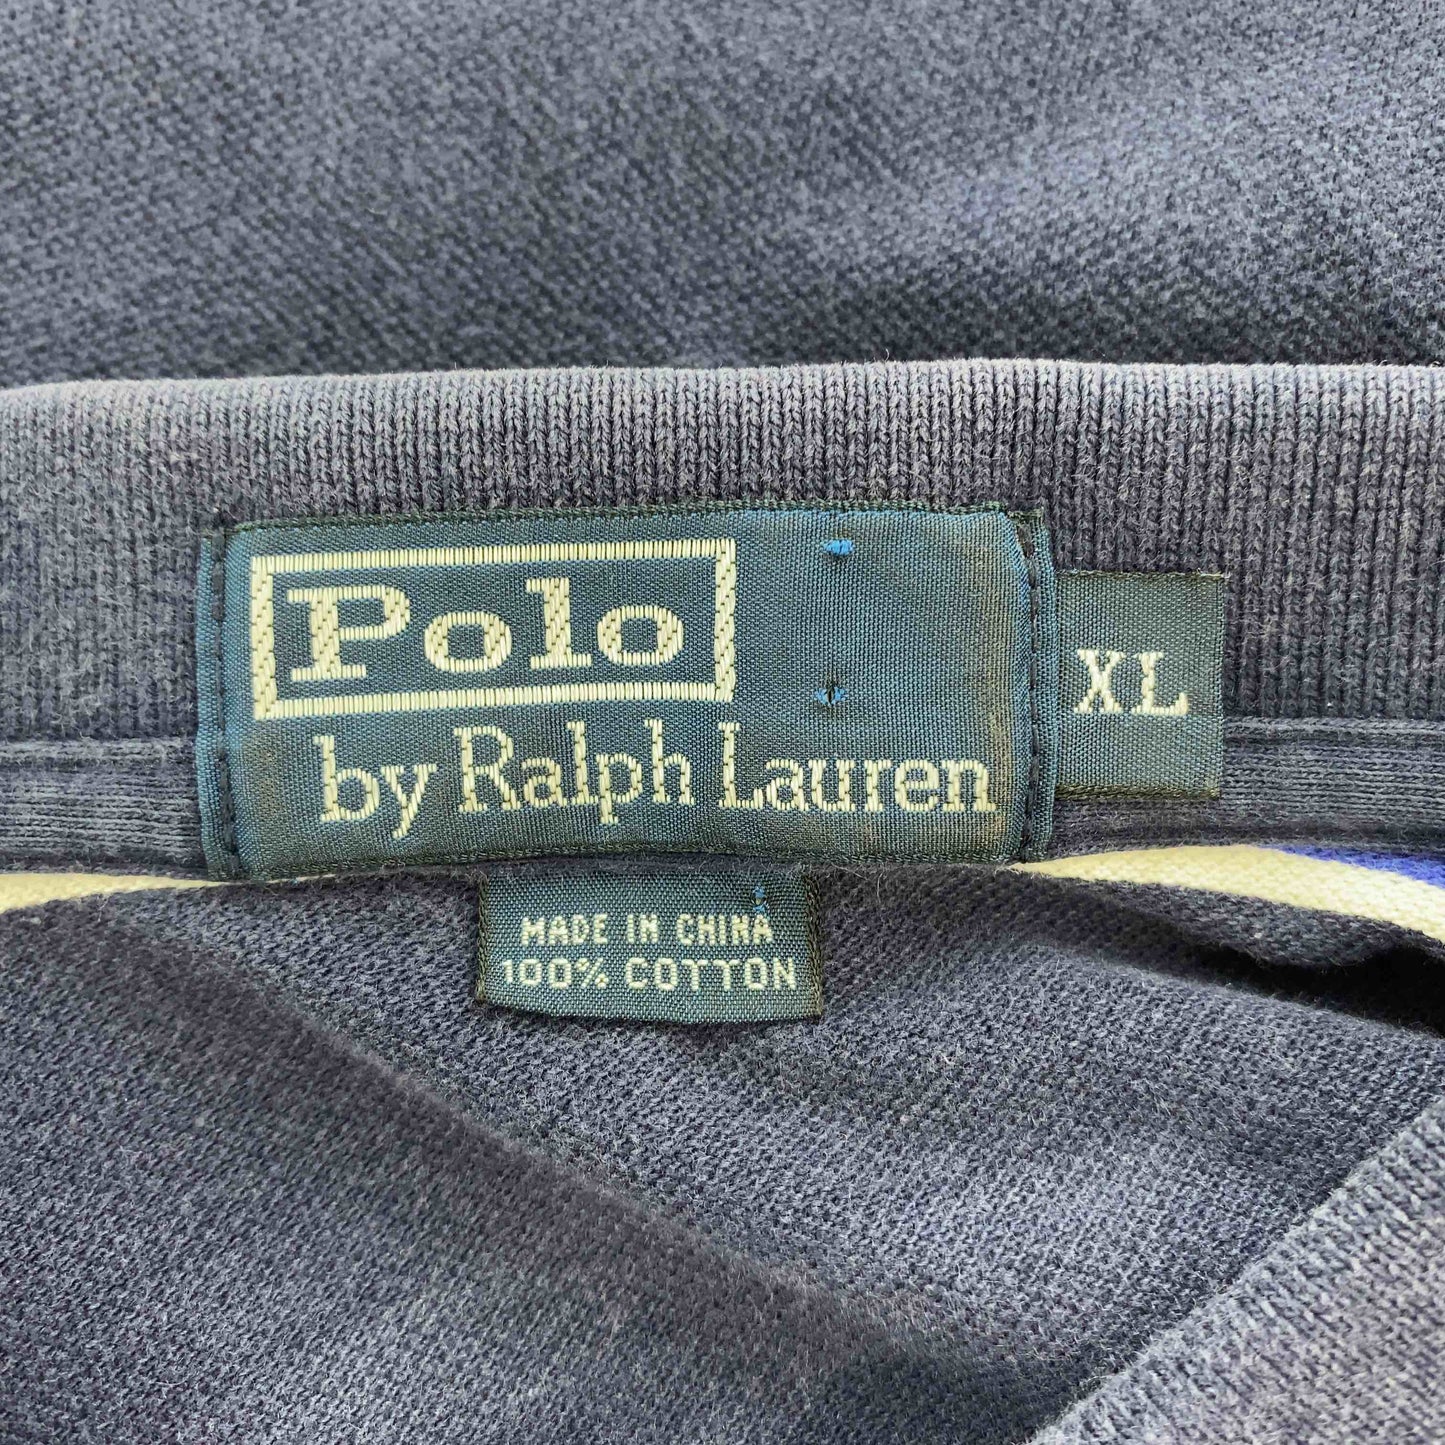 Polo
by Ralph Lauren
XL
MADE IN CHINA
100% COTTON